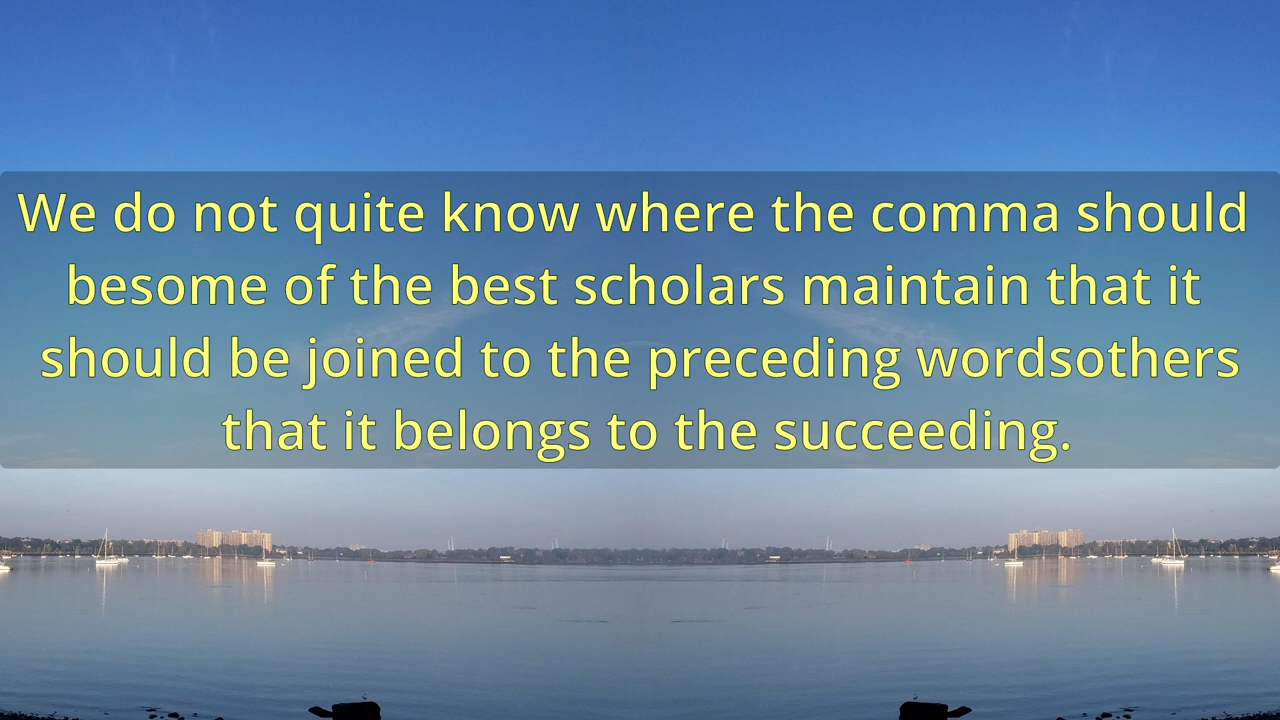 We do not quite know where the comma should
besome of the best scholars maintain that it
should be joined to the preceding wordsothers
that it belongs to the succeeding.